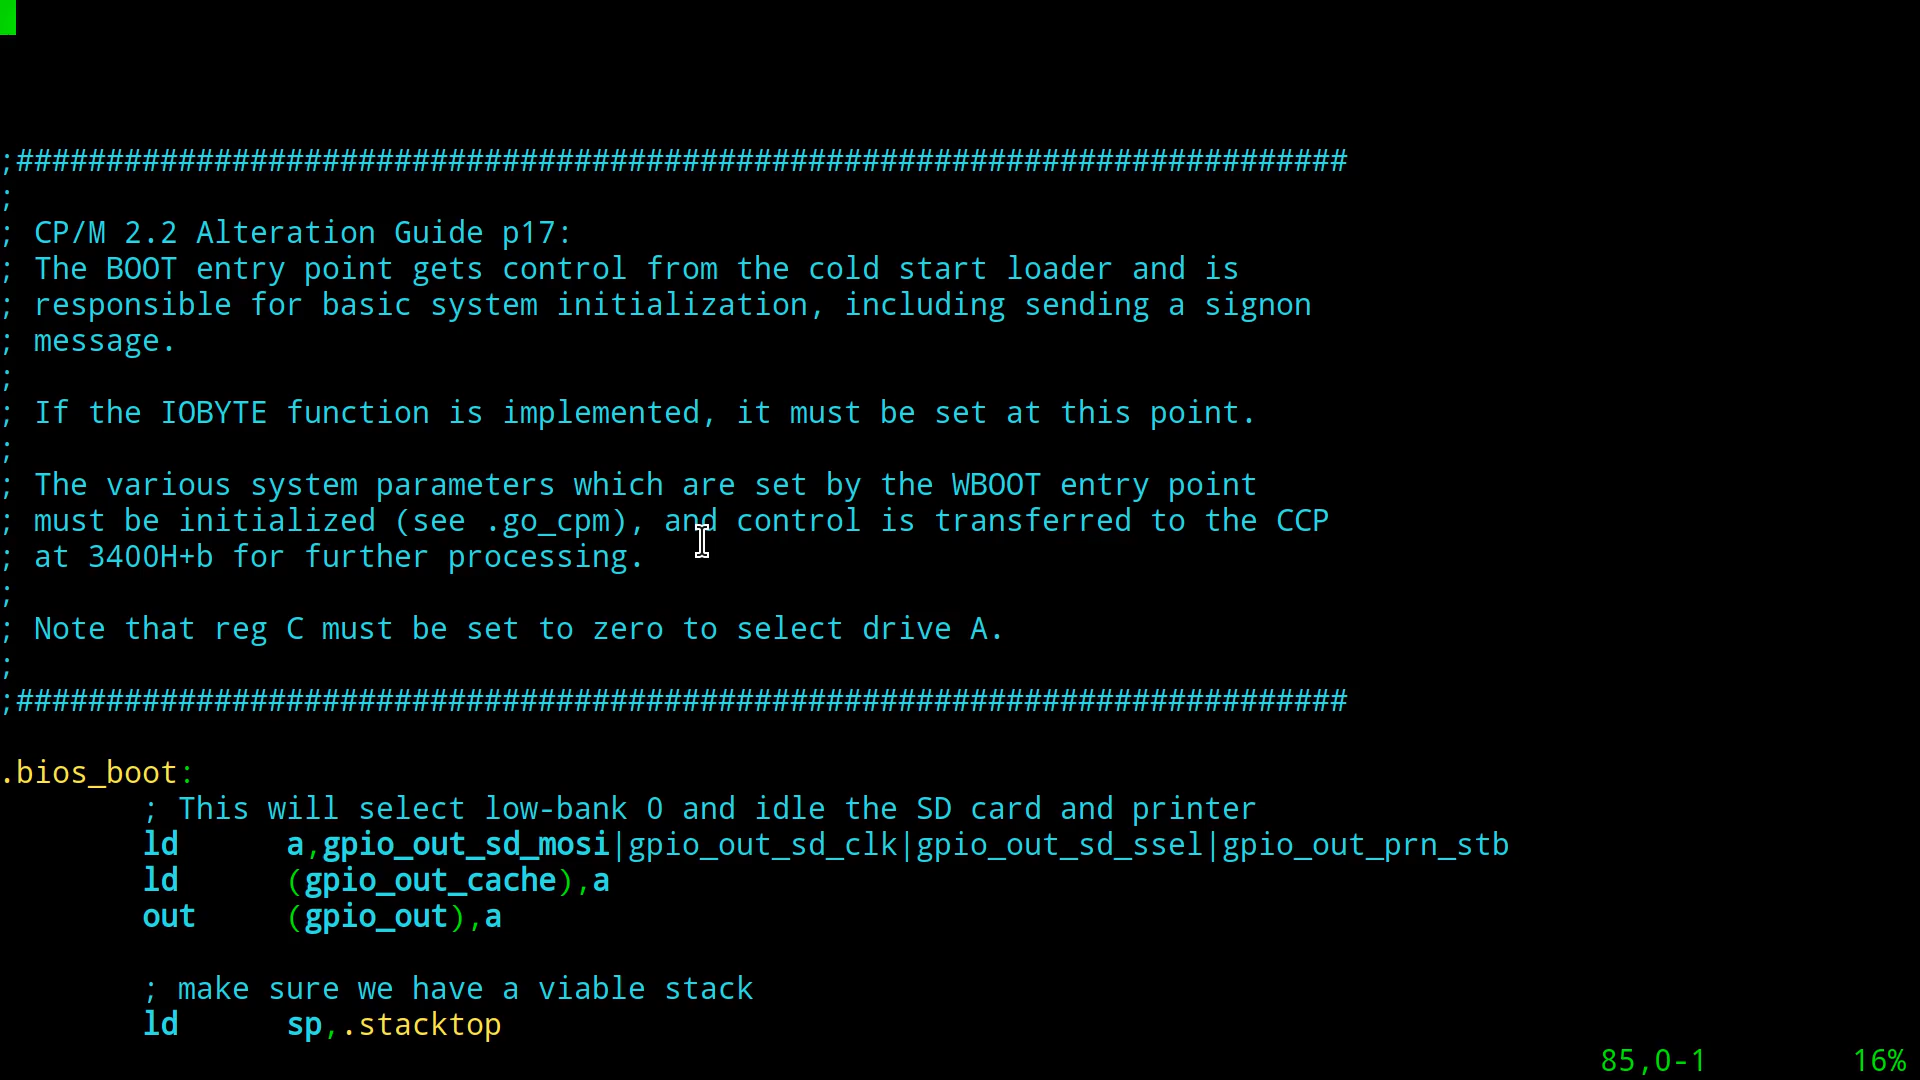 ;##########################################################################
;
; CP/M 2.2 Alteration Guide p17:
; The BOOT entry point gets control from the cold start loader and is
; responsible for basic system initialization, including sending a signon
; message.
;
; If the IOBYTE function is implemented, it must be set at this point.
;
; The various system parameters which are set by the WBOOT entry point
; must be initialized (see .go_cpm), and control is transferred to the CCP
; at 3400H+b for further processing.
;
; Note that reg C must be set to zero to select drive A.
;
;##########################################################################
.bios_boot:
; This will select low-bank 0 and idle the SD card and printer
ld a,gpio_out_sd_mosi|gpio_out_sd_clk|gpio_out_sd_ssel|gpio_out_prn_stb
ld (gpio_out_cache),a
out (gpio_out),a
; make sure we have a viable stack
ld sp,.stacktop
85,0-1 16%